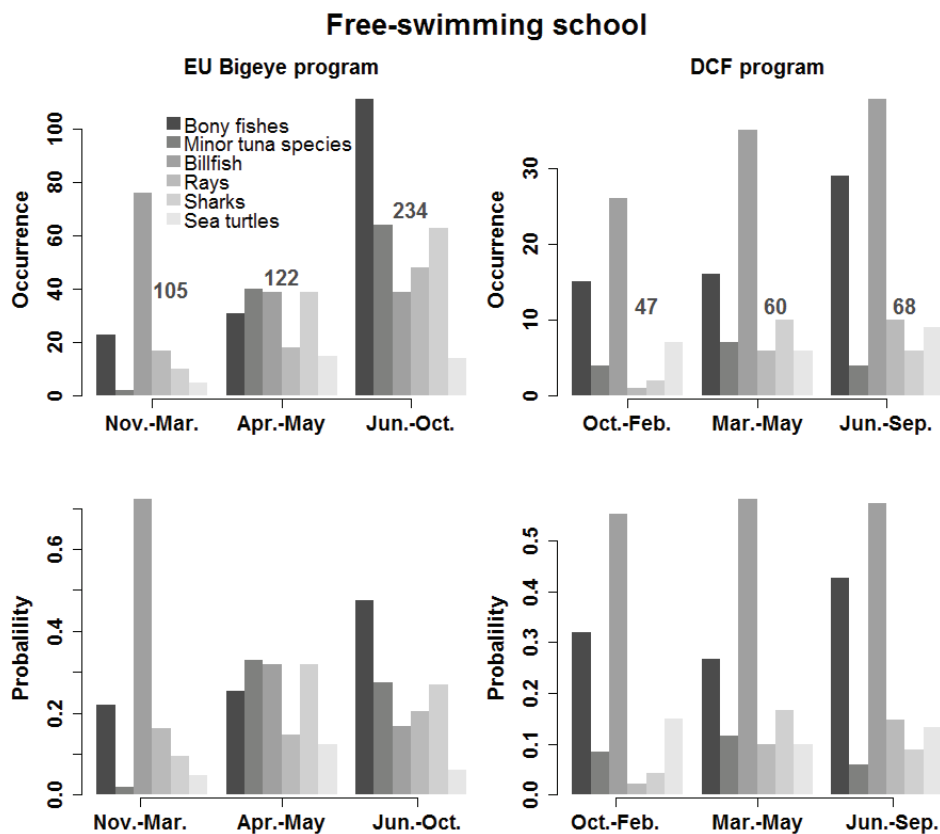 Free-swimming school
EU Bigeye program
DCF program
Occurrence
0 20 40 60 80 100
Bony fishes
Minor tuna species
Billfish
Rays
Sharks
Sea turtles
105
122
234
Nov.-Mar. Apr.-May Jun.-Oct.
Occurrence
0 10 20 30
47
60
68
Oct.-Feb. Mar.-May Jun.-Sep.
Probalility
0.0 0.2 0.4 0.6
Nov.-Mar. Apr.-May Jun.-Oct.
Probalility
0.0 0.1 0.2 0.3 0.4 0.5
Oct.-Feb. Mar.-May Jun.-Sep.